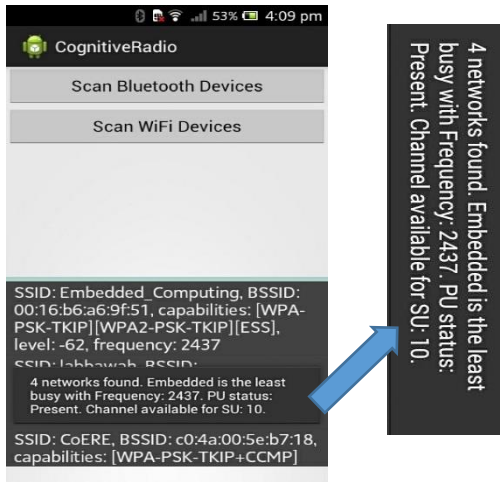 53% 4:09 pm
CognitiveRadio
Scan Bluetooth Devices
Scan WiFi Devices
SSID: Embedded_Computing, BSSID:
00:16:b6:a6:9f:51, capabilities: [WPA-
PSK-TKIP][WPA2-PSK-TKIP][ESS],
level: -62, frequency: 2437
SSID: labbawah, BSSID:
4 networks found. Embedded is the least
busy with Frequency: 2437. PU status:
Present. Channel available for SU: 10.
SSID: CoERE, BSSID: c0:4a:00:5e:b7:18,
capabilities: [WPA-PSK-TKIP+CCMP]
4 networks found. Embedded is the least
busy with Frequency: 2437. PU status:
Present. Channel available for SU: 10.